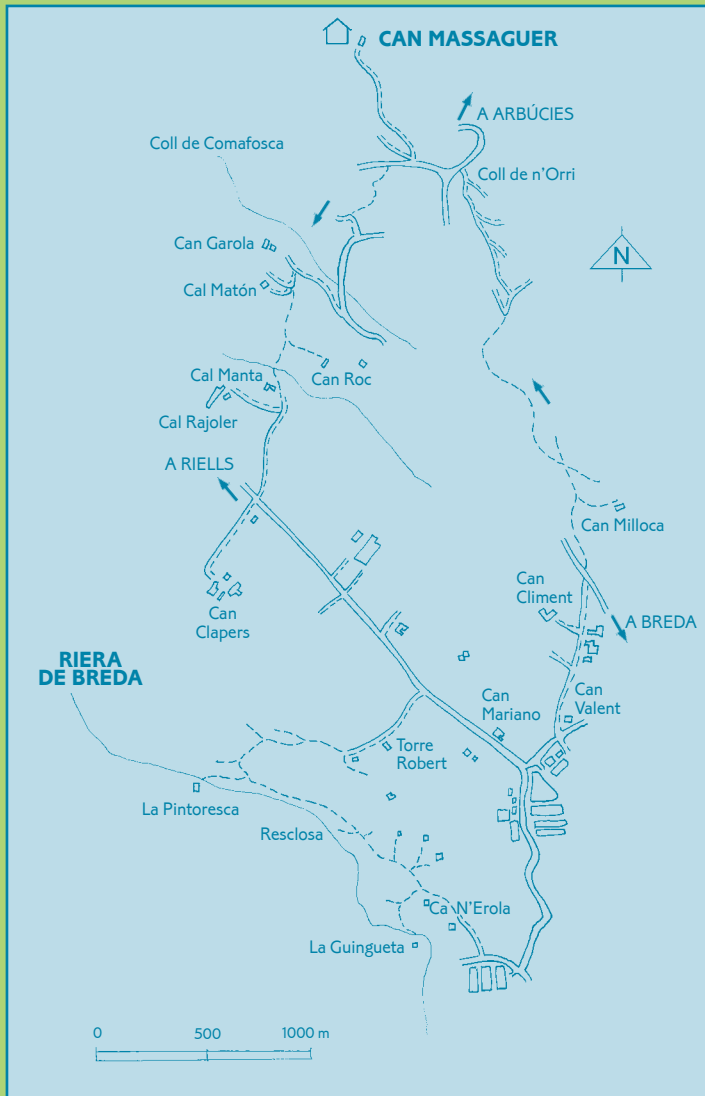 CAN MASSAGUER
A ARBÚCIES
Coll de Comafosca
Coll de n'Orri
Can Garola
N
Cal Matón
Cal Manta
Can Roc
Cal Rajoler
A RIELLS
Can Milloca
Can
Climent
Can
Clapers
A BREDA
RIERA
DE BREDA
Can
Mariano
Can
Valent
Torre
Robert
La Pintoresca
Resclosa
Ca N'Erola
La Guingueta
0 500 1000 m